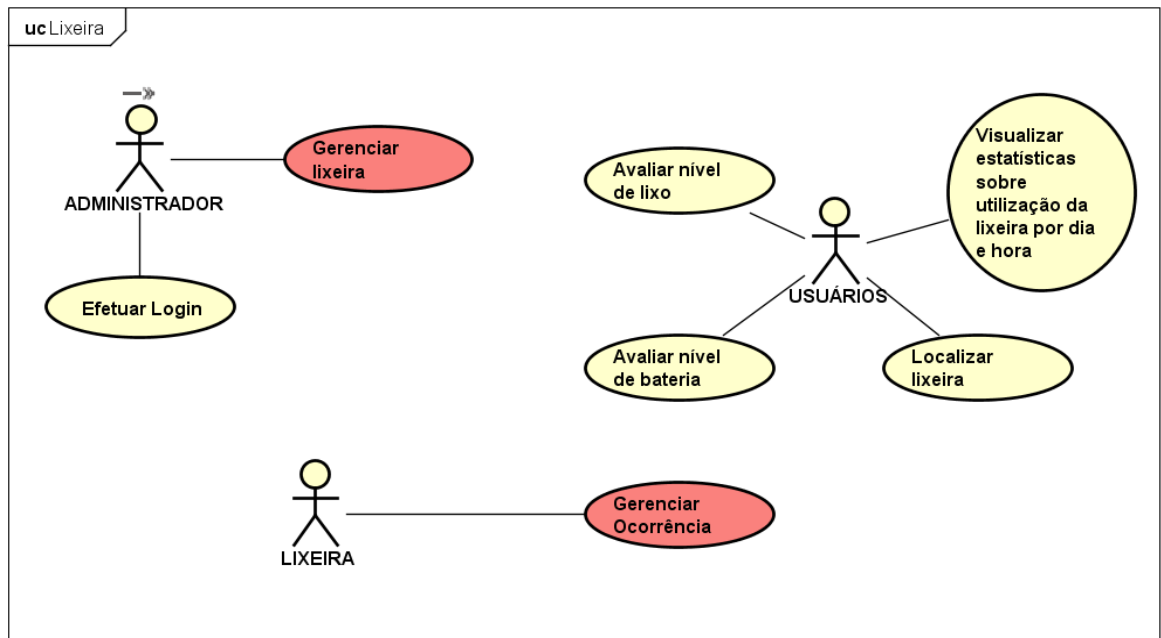 uc Lixeira
ADMINISTRADOR
Gerenciar
lixeira
Efetuar Login
Avaliar nível
de lixo
USUÁRIOS
Visualizar
estatísticas
sobre
utilização da
lixeira por dia
e hora
Avaliar nível
de bateria
Localizar
lixeira
LIXEIRA
Gerenciar
Ocorrência